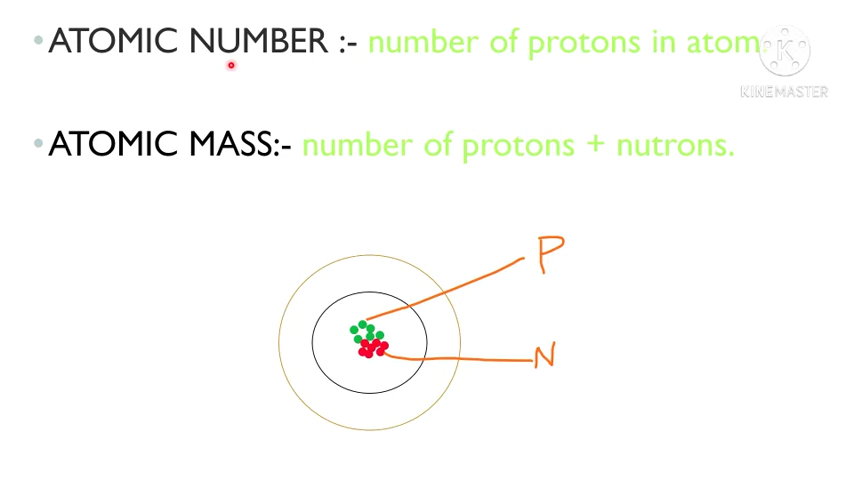 • ATOMIC NUMBER :- number of protons in atom
K
KINEMASTER
• ATOMIC MASS:- number of protons + nutrons.
P
N